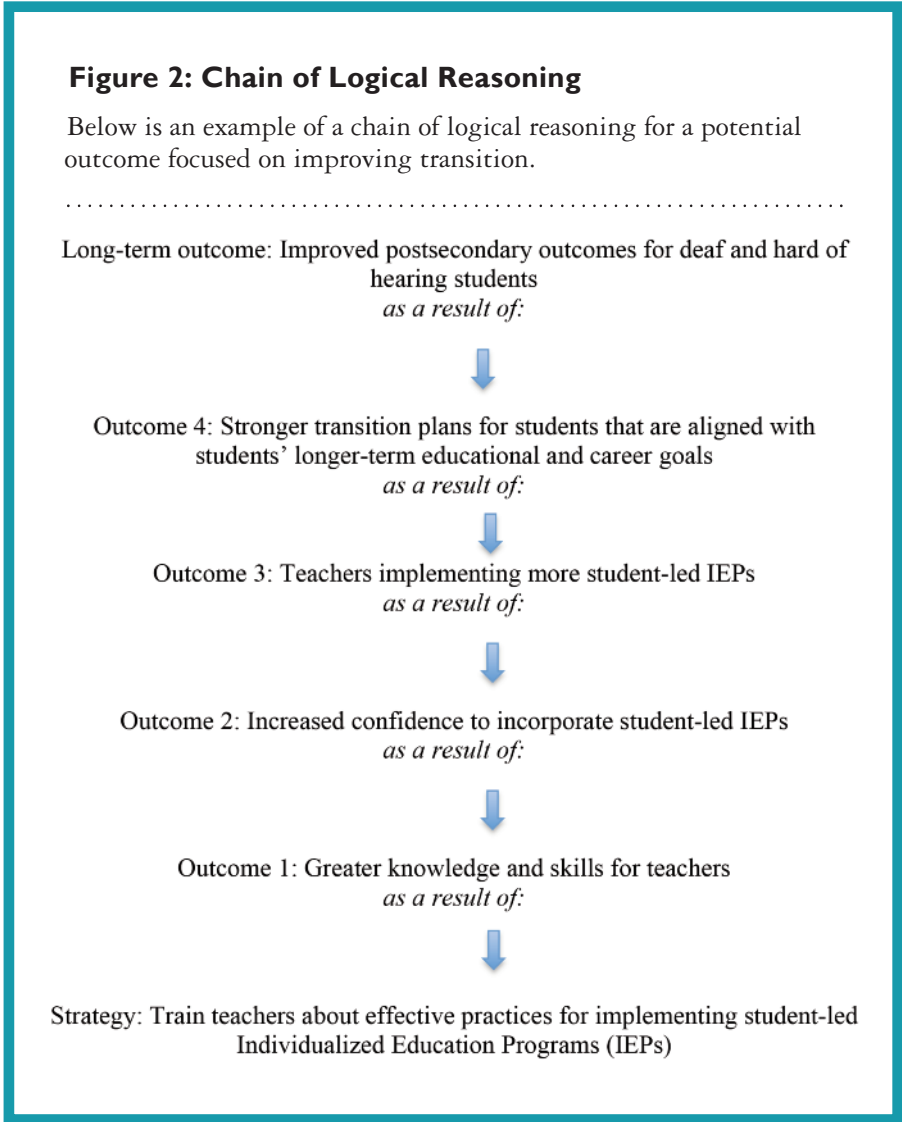 Figure 2: Chain of Logical Reasoning
Below is an example of a chain of logical reasoning for a potential
outcome focused on improving transition.
Long-term outcome: Improved postsecondary outcomes for deaf and hard of
hearing students
as a result of:
Outcome 4: Stronger transition plans for students that are aligned with
students’ longer-term educational and career goals
as a result of:
Outcome 3: Teachers implementing more student-led IEPs
as a result of:
Outcome 2: Increased confidence to incorporate student-led IEPs
as a result of:
Outcome 1: Greater knowledge and skills for teachers
as a result of:
Strategy: Train teachers about effective practices for implementing student-led
Individualized Education Programs (IEPs)